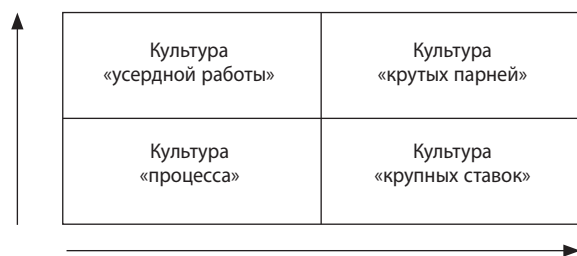 Культура
«усердной работы»
Культура
«крутых парней»
Культура
«процесса»
Культура
«крупных ставок»